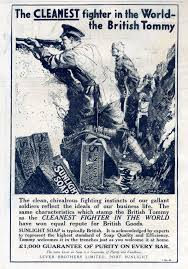 The CLEANEST fighter in the World-
the British Tommy
SUNLIGHT
SOAP
The clean, chivalrous fighting instincts of our gallant
soldiers reflect the ideals of our business life. The
same characteristics which stamp the British Tommy
as the CLEANEST FIGHTER IN THE WORLD
have won equal repute for British Goods.
SUNLIGHT SOAP is typically British. It is acknowledged by experts
to represent the highest standard of Soap Quality and Efficiency.
Tommy welcomes it in the trenches just as you welcome it at home.
£1,000 GUARANTEE OF PURITY ON EVERY BAR.
LEVER BROTHERS LIMITED, PORT SUNLIGHT